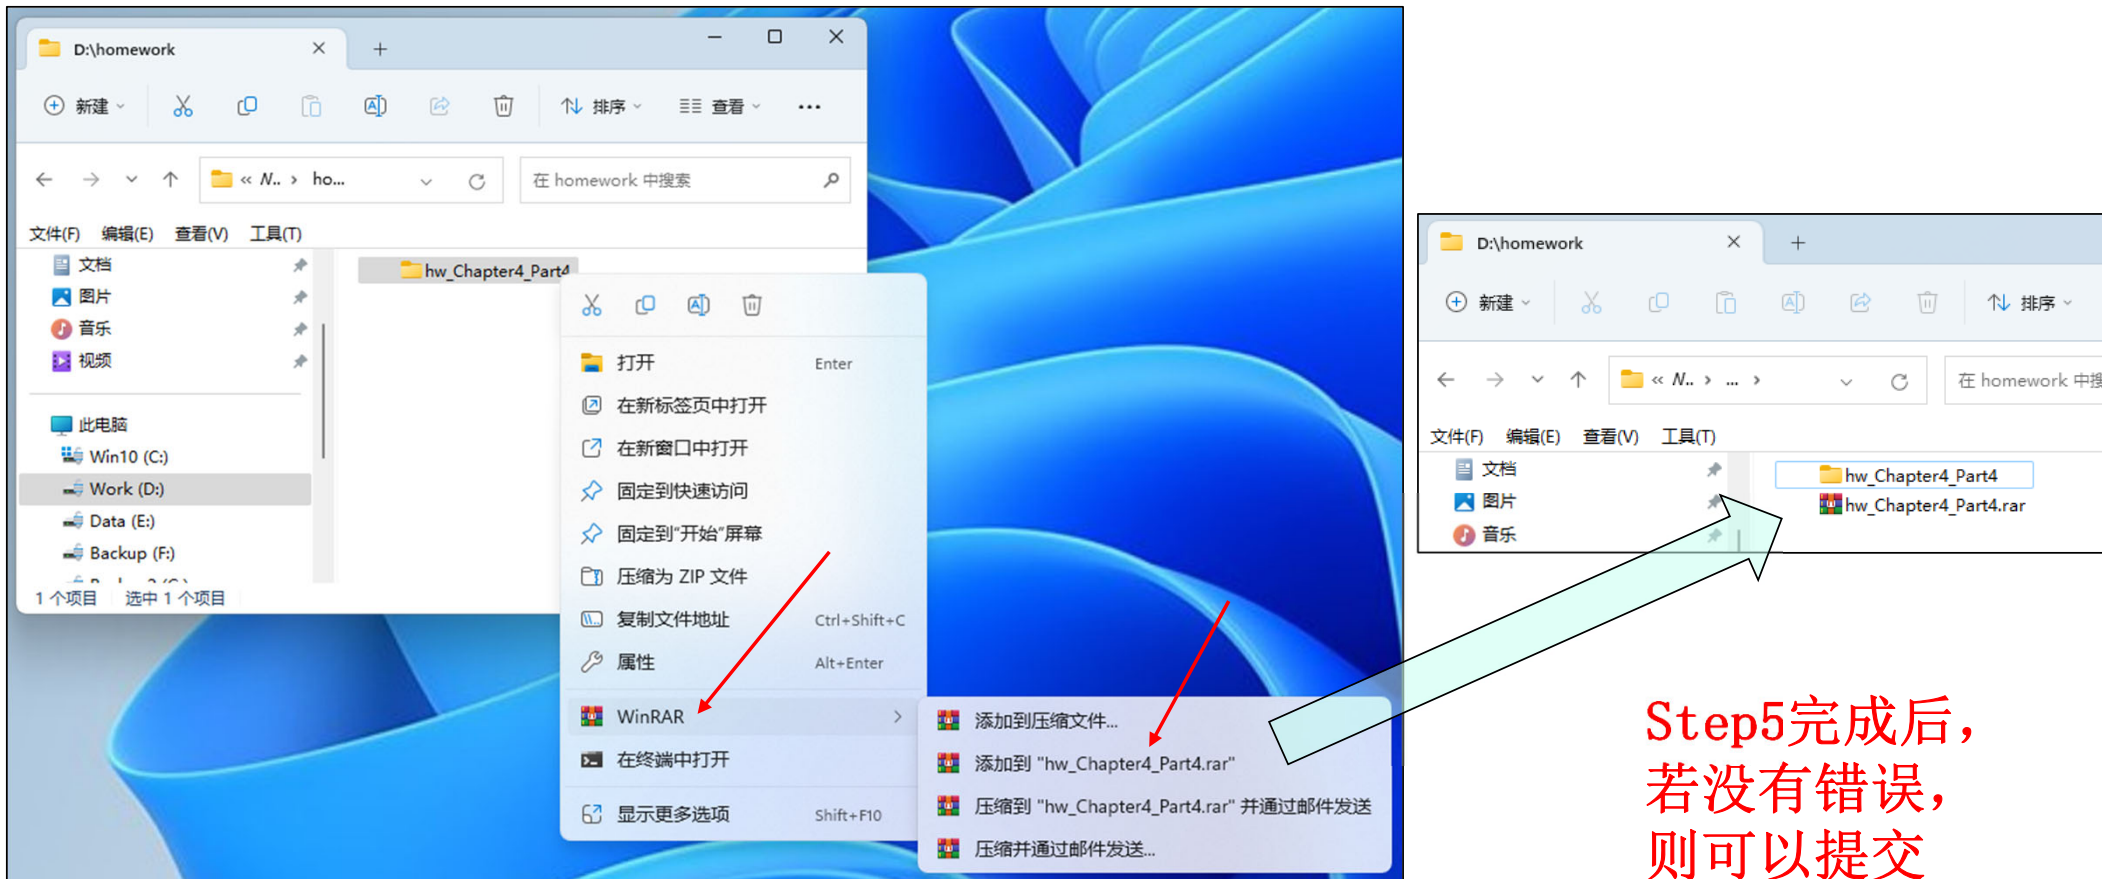 D:\homework
新建
排序
查看
« N.. › ho...
在 homework 中搜索
文件(F) 编辑(E) 查看(V) 工具(T)
文档
图片
音乐
视频
此电脑
Win10 (C:)
Work (D:)
Data (E:)
Backup (F:)
1 个项目 选中 1 个项目
hw_Chapter4_Part4
打开 Enter
在新标签页中打开
在新窗口中打开
固定到快速访问
固定到"开始"屏幕
压缩为 ZIP 文件
复制文件地址 Ctrl+Shift+C
属性 Alt+Enter
WinRAR
在终端中打开
显示更多选项 Shift+F10
添加到压缩文件...
添加到 "hw_Chapter4_Part4.rar"
压缩到 "hw_Chapter4_Part4.rar" 并通过邮件发送
压缩并通过邮件发送...
D:\homework
新建
排序
« N.. › ... ›
在 homework 中搜
文件(F) 编辑(E) 查看(V) 工具(T)
文档
图片
音乐
hw_Chapter4_Part4
hw_Chapter4_Part4.rar
Step5完成后，
若没有错误，
则可以提交